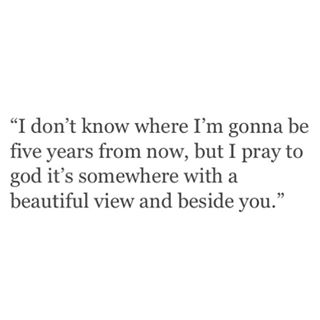 “I don’t know where I’m gonna be
five years from now, but I pray to
god it’s somewhere with a
beautiful view and beside you.”